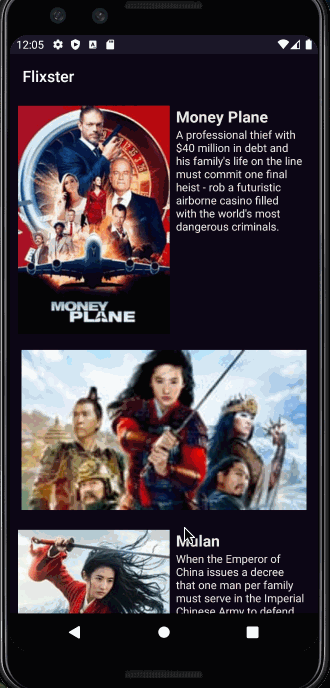 12:05
Flixster
Money Plane
A professional thief with
$40 million in debt and
his family's life on the line
must commit one final
heist - rob a futuristic
airborne casino filled
with the world's most
dangerous criminals.
MONEY
PLANE
Mulan
When the Emperor of
China issues a decree
that one man per family
must serve in the Imperial
Chinese Army to defend